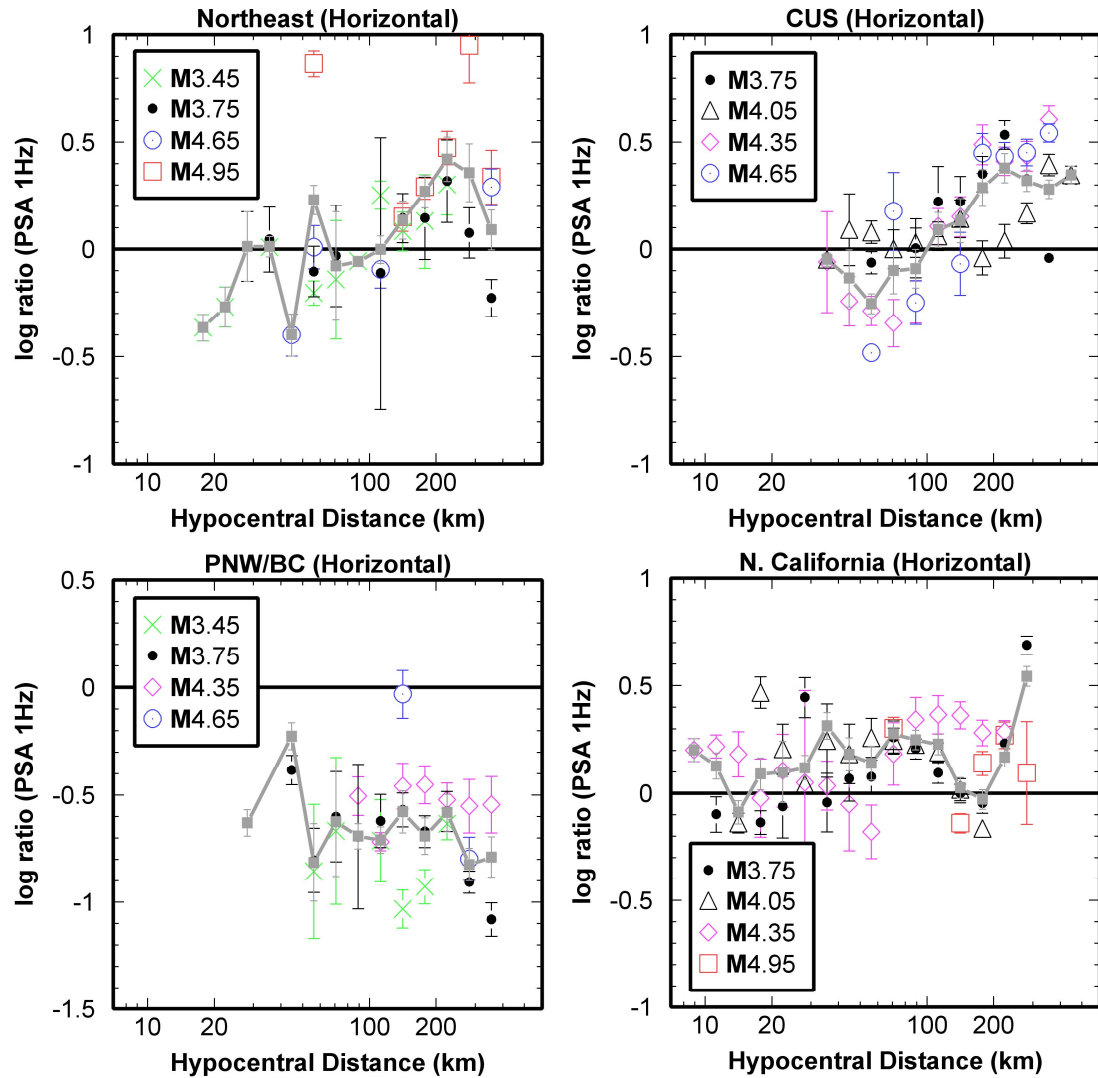 Northeast (Horizontal)
log ratio (PSA 1Hz)
1
0.5
0
-0.5
-1
M3.45
M3.75
M4.65
M4.95
10
20
100
200
Hypocentral Distance (km)
CUS (Horizontal)
log ratio (PSA 1Hz)
1
0.5
0
-0.5
-1
M3.75
M4.05
M4.35
M4.65
10
20
100
200
Hypocentral Distance (km)
PNW/BC (Horizontal)
log ratio (PSA 1Hz)
0.5
0
-0.5
-1
-1.5
M3.45
M3.75
M4.35
M4.65
10
20
100
200
Hypocentral Distance (km)
N. California (Horizontal)
log ratio (PSA 1Hz)
1
0.5
0
-0.5
-1
M3.75
M4.05
M4.35
M4.95
10
20
100
200
Hypocentral Distance (km)